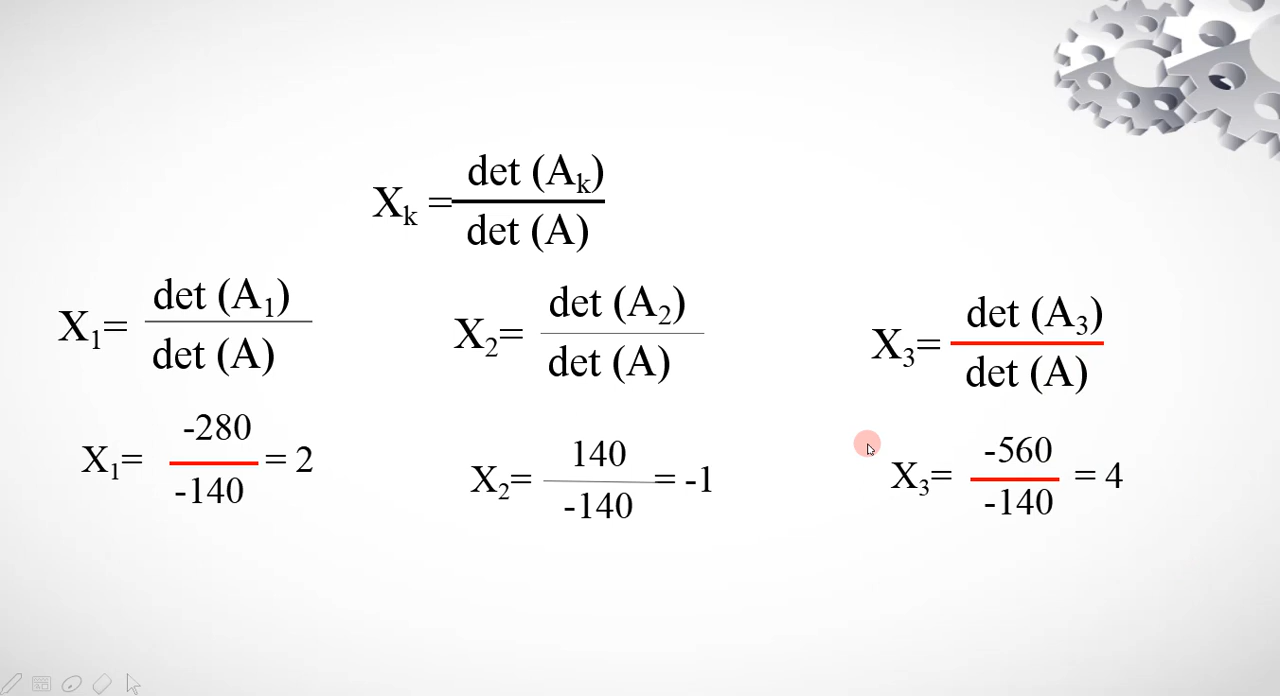 Xk = det (Ak) / det (A)
X1= det (A1) / det (A)
X2= det (A2) / det (A)
X3= det (A3) / det (A)
X1= -280 / -140 = 2
X2= 140 / -140 = -1
X3= -560 / -140 = 4